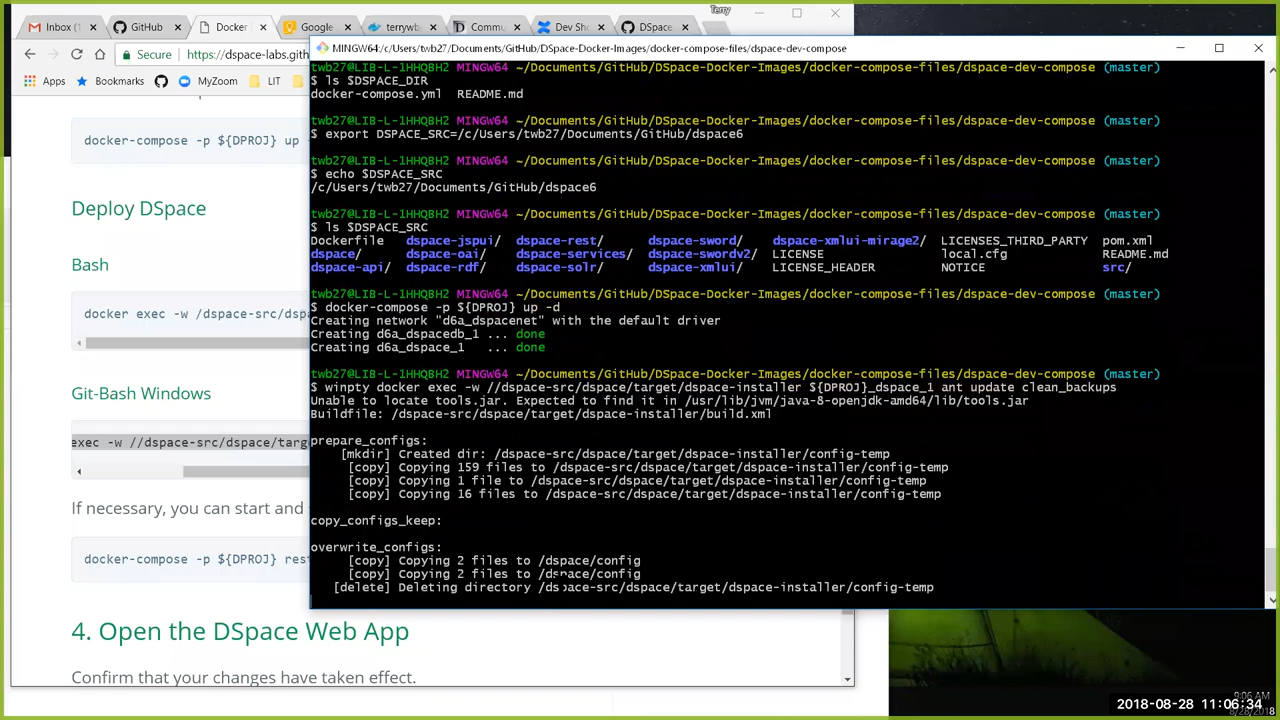 Terry
Inbox (1
GitHub
Docker
Google
terrywb
Commu
Dev Sho
DSpace
Secure
https://dspace-labs.g
Apps
Bookmarks
MyZoom
LIT
docker-compose -p ${DPROJ} up
Deploy DSpace
Bash
docker exec -w /dspace-src/dsp
Git-Bash Windows
exec -w //dspace-src/dspace/targ
If necessary, you can start and
docker-compose -p ${DPROJ} rest
4. Open the DSpace Web App
Confirm that your changes have taken effect.
MINGW64:/c/Users/twb27/Documents/GitHub/DSpace-Docker-Images/docker-compose-files/dspace-dev-compose
twb27@LIB-L-1HHQBH2 MINGW64 ~/Documents/GitHub/DSpace-Docker-Images/docker-compose-files/dspace-dev-compose (master)
$ ls $DSPACE_DIR
docker-compose.yml README.md
twb27@LIB-L-1HHQBH2 MINGW64 ~/Documents/GitHub/DSpace-Docker-Images/docker-compose-files/dspace-dev-compose (master)
$ export DSPACE_SRC=/c/Users/twb27/Documents/GitHub/dspace6
twb27@LIB-L-1HHQBH2 MINGW64 ~/Documents/GitHub/DSpace-Docker-Images/docker-compose-files/dspace-dev-compose (master)
$ echo $DSPACE_SRC
/c/Users/twb27/Documents/GitHub/dspace6
twb27@LIB-L-1HHQBH2 MINGW64 ~/Documents/GitHub/DSpace-Docker-Images/docker-compose-files/dspace-dev-compose (master)
$ ls $DSPACE_SRC
Dockerfile dspace-jspui/ dspace-rest/ dspace-sword/ dspace-xmlui-mirage2/ LICENSES_THIRD_PARTY pom.xml
dspace/ dspace-oai/ dspace-services/ dspace-swordv2/ LICENSE local.cfg README.md
dspace-api/ dspace-rdf/ dspace-solr/ dspace-xmlui/ LICENSE_HEADER NOTICE src/
twb27@LIB-L-1HHQBH2 MINGW64 ~/Documents/GitHub/DSpace-Docker-Images/docker-compose-files/dspace-dev-compose (master)
$ docker-compose -p ${DPROJ} up -d
Creating network "d6a_dspacenet" with the default driver
Creating d6a_dspacedb_1 ... done
Creating d6a_dspace_1 ... done
twb27@LIB-L-1HHQBH2 MINGW64 ~/Documents/GitHub/DSpace-Docker-Images/docker-compose-files/dspace-dev-compose (master)
$ winpty docker exec -w //dspace-src/dspace/target/dspace-installer ${DPROJ}_dspace_1 ant update clean_backups
Unable to locate tools.jar. Expected to find it in /usr/lib/jvm/java-8-openjdk-amd64/lib/tools.jar
Buildfile: /dspace-src/dspace/target/dspace-installer/build.xml
prepare_configs:
[mkdir] Created dir: /dspace-src/dspace/target/dspace-installer/config-temp
[copy] Copying 159 files to /dspace-src/dspace/target/dspace-installer/config-temp
[copy] Copying 1 file to /dspace-src/dspace/target/dspace-installer/config-temp
[copy] Copying 16 files to /dspace-src/dspace/target/dspace-installer/config-temp
copy_configs_keep:
overwrite_configs:
[copy] Copying 2 files to /dspace/config
[copy] Copying 2 files to /dspace/config
[delete] Deleting directory /dspace-src/dspace/target/dspace-installer/config-temp
9:06 AM
2018-08-28 11:06:34